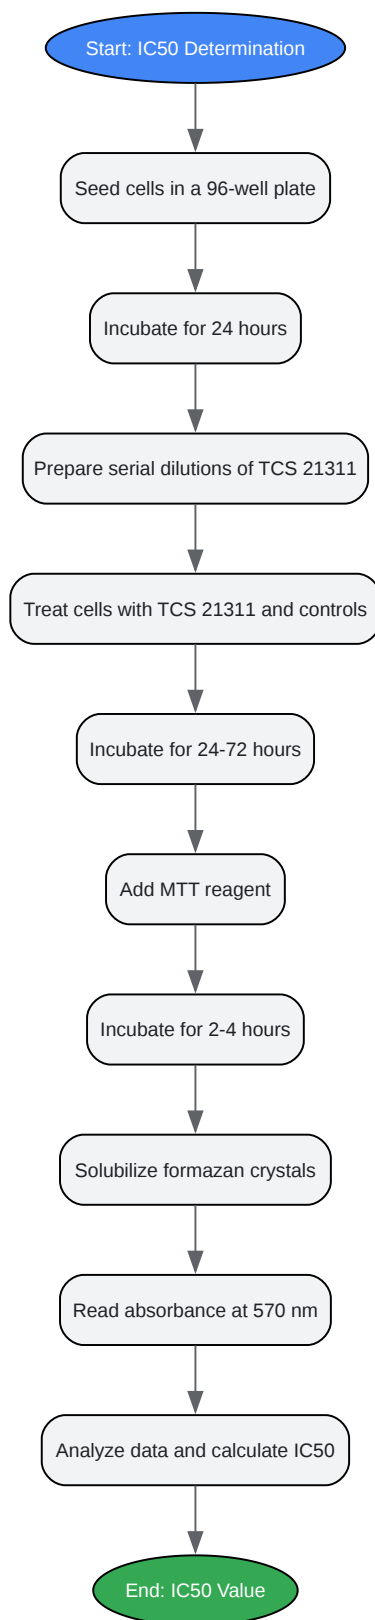 Start: IC50 Determination
Seed cells in a 96-well plate
Incubate for 24 hours
Prepare serial dilutions of TCS 21311
Treat cells with TCS 21311 and controls
Incubate for 24-72 hours
Add MTT reagent
Incubate for 2-4 hours
Solubilize formazan crystals
Read absorbance at 570 nm
Analyze data and calculate IC50
End: IC50 Value